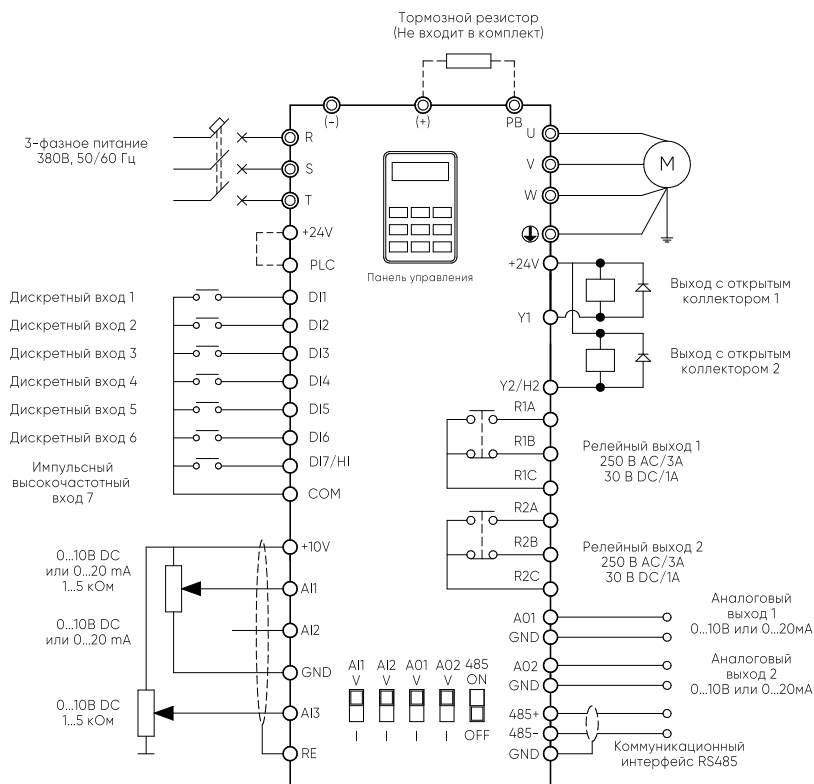 Тормозной резистор
(Не входит в комплект)
(-)
(+)
PB
3-фазное питание
380В, 50/60 Гц
R
S
T
U
V
W
M
+24V
PLC
Панель управления
+24V
Y1
Y2/H2
Выход с открытым
коллектором 1
Выход с открытым
коллектором 2
Дискретный вход 1
DI1
Дискретный вход 2
DI2
Дискретный вход 3
DI3
Дискретный вход 4
DI4
Дискретный вход 5
DI5
Дискретный вход 6
DI6
Импульсный
высокочастотный
вход 7
DI7/HI
COM
R1A
R1B
R1C
Релейный выход 1
250 В AC/3A
30 В DC/1A
R2A
R2B
R2C
Релейный выход 2
250 В AC/3A
30 В DC/1A
0...10В DC
или 0...20 mA
1...5 кОм
+10V
AI1
0...10В DC
или 0...20 mA
AI2
GND
0...10В DC
1...5 кОм
AI3
RE
AI1 AI2 A01 A02 485
V V V V ON
I I I I OFF
A01
GND
Аналоговый
выход 1
0...10В или 0...20мА
A02
GND
Аналоговый
выход 2
0...10В или 0...20мА
485+
485-
GND
Коммуникационный
интерфейс RS485